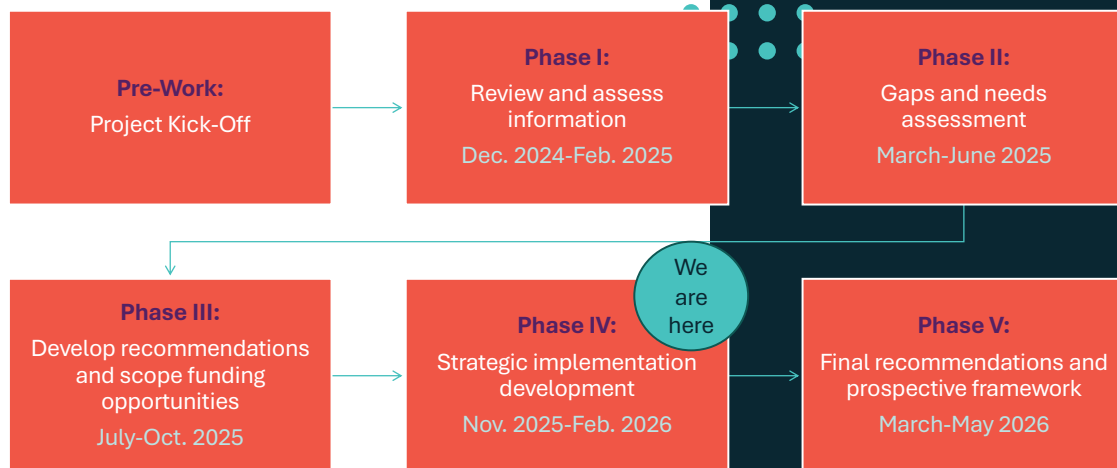 Pre-Work:
Project Kick-Off
Phase I:
Review and assess
information
Dec. 2024-Feb. 2025
Phase II:
Gaps and needs
assessment
March-June 2025
Phase III:
Develop recommendations
and scope funding
opportunities
July-Oct. 2025
We
are
here
Phase IV:
Strategic implementation
development
Nov. 2025-Feb. 2026
Phase V:
Final recommendations and
prospective framework
March-May 2026